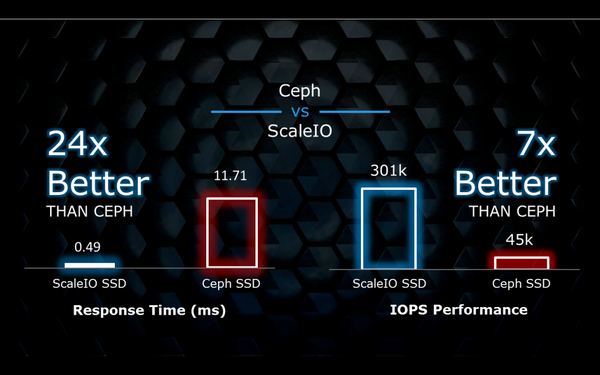 Ceph
vs
ScaleIO
24x
Better
THAN CEPH
0.49
11.71
ScaleIO SSD
Ceph SSD
Response Time (ms)
7x
Better
THAN CEPH
301k
45k
ScaleIO SSD
Ceph SSD
IOPS Performance